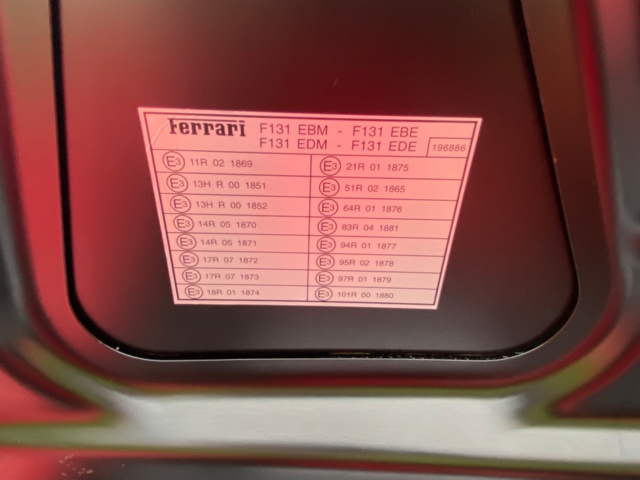 Ferrari F131 EBM - F131 EBE
F131 EDM - F131 EDE 196886
E3 11R 02 1869 E3 21R 01 1875
E3 13H R 00 1851 E3 51R 02 1865
E3 13H R 00 1852 E3 64R 01 1876
E3 14R 05 1870 E3 83R 04 1881
E3 14R 05 1871 E3 94R 01 1877
E3 17R 07 1872 E3 95R 02 1878
E3 17R 07 1873 E3 97R 01 1879
E3 18R 01 1874 E3 101R 00 1880